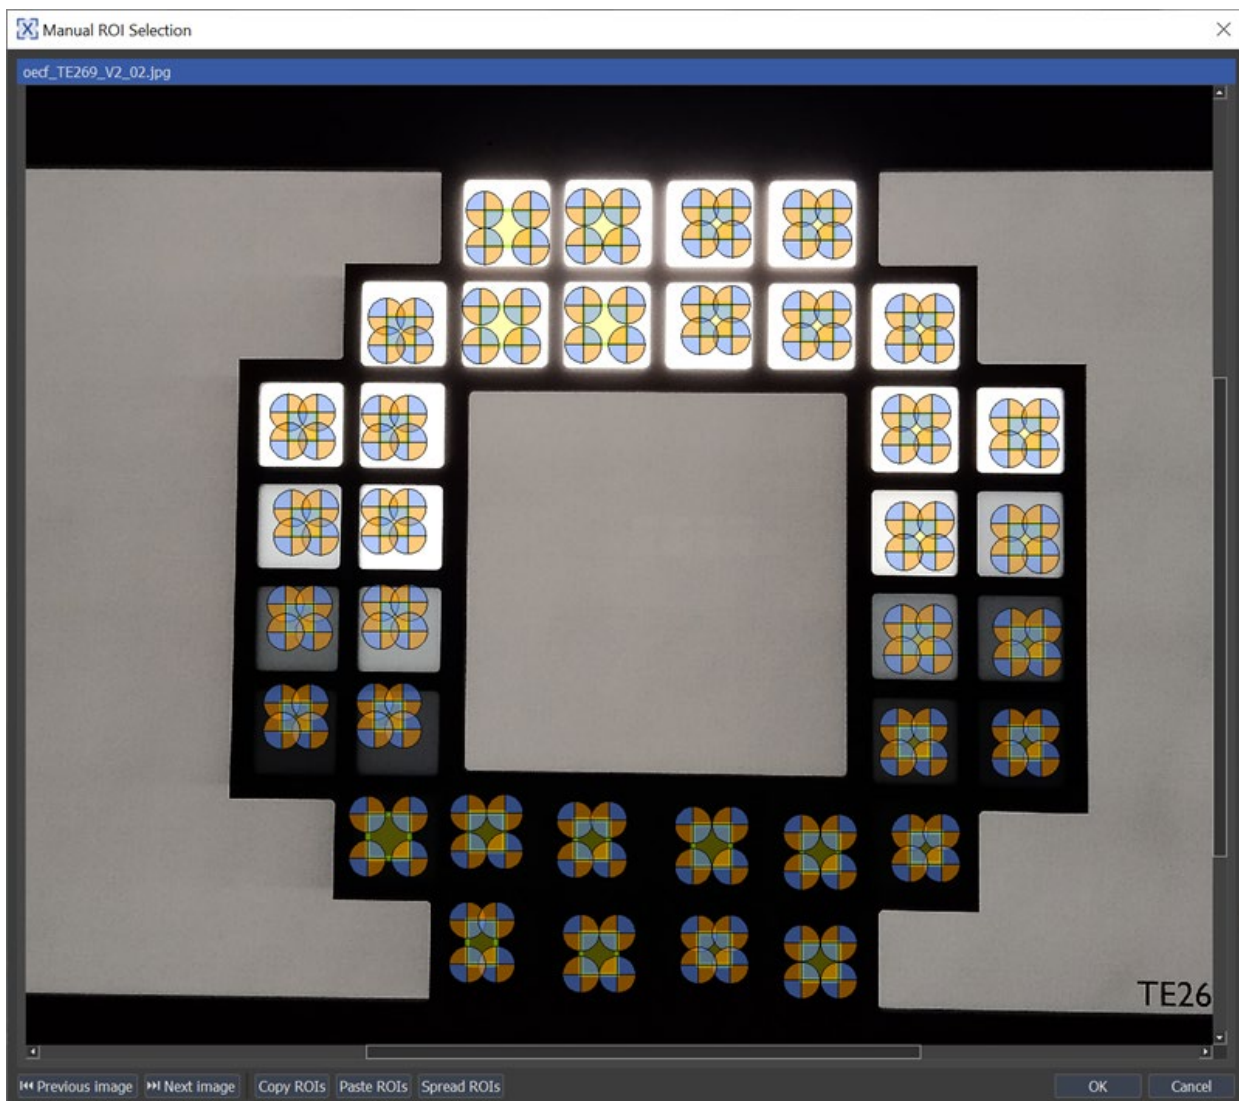 Manual ROI Selection
oecf_TE269_V2_02.jpg
TE26
Previous image Next image Copy ROIs Paste ROIs Spread ROIs OK Cancel